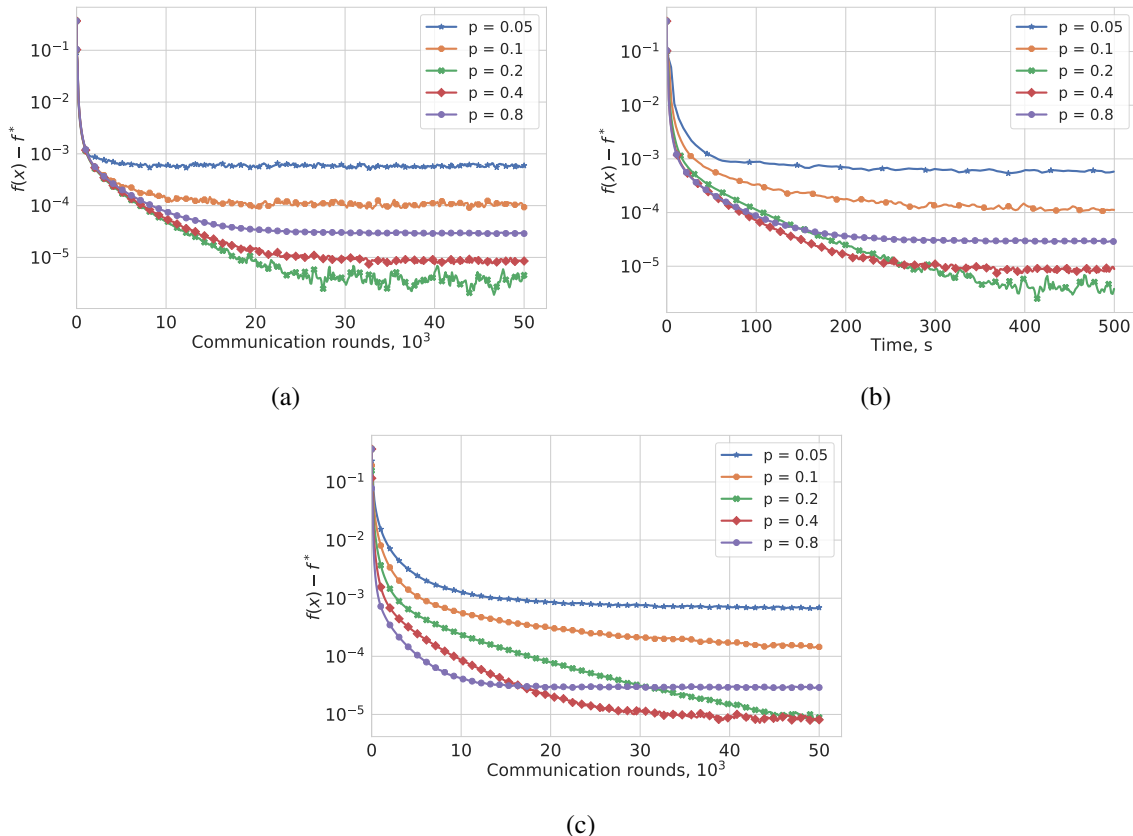 10^{-1}
10^{-2}
10^{-3}
10^{-4}
10^{-5}
f(x) − f*
0 10 20 30 40 50
Communication rounds, 10^3
p = 0.05
p = 0.1
p = 0.2
p = 0.4
p = 0.8
(a)
10^{-1}
10^{-2}
10^{-3}
10^{-4}
10^{-5}
f(x) − f*
0 100 200 300 400 500
Time, s
p = 0.05
p = 0.1
p = 0.2
p = 0.4
p = 0.8
(b)
10^{-1}
10^{-2}
10^{-3}
10^{-4}
10^{-5}
f(x) − f*
0 10 20 30 40 50
Communication rounds, 10^3
p = 0.05
p = 0.1
p = 0.2
p = 0.4
p = 0.8
(c)